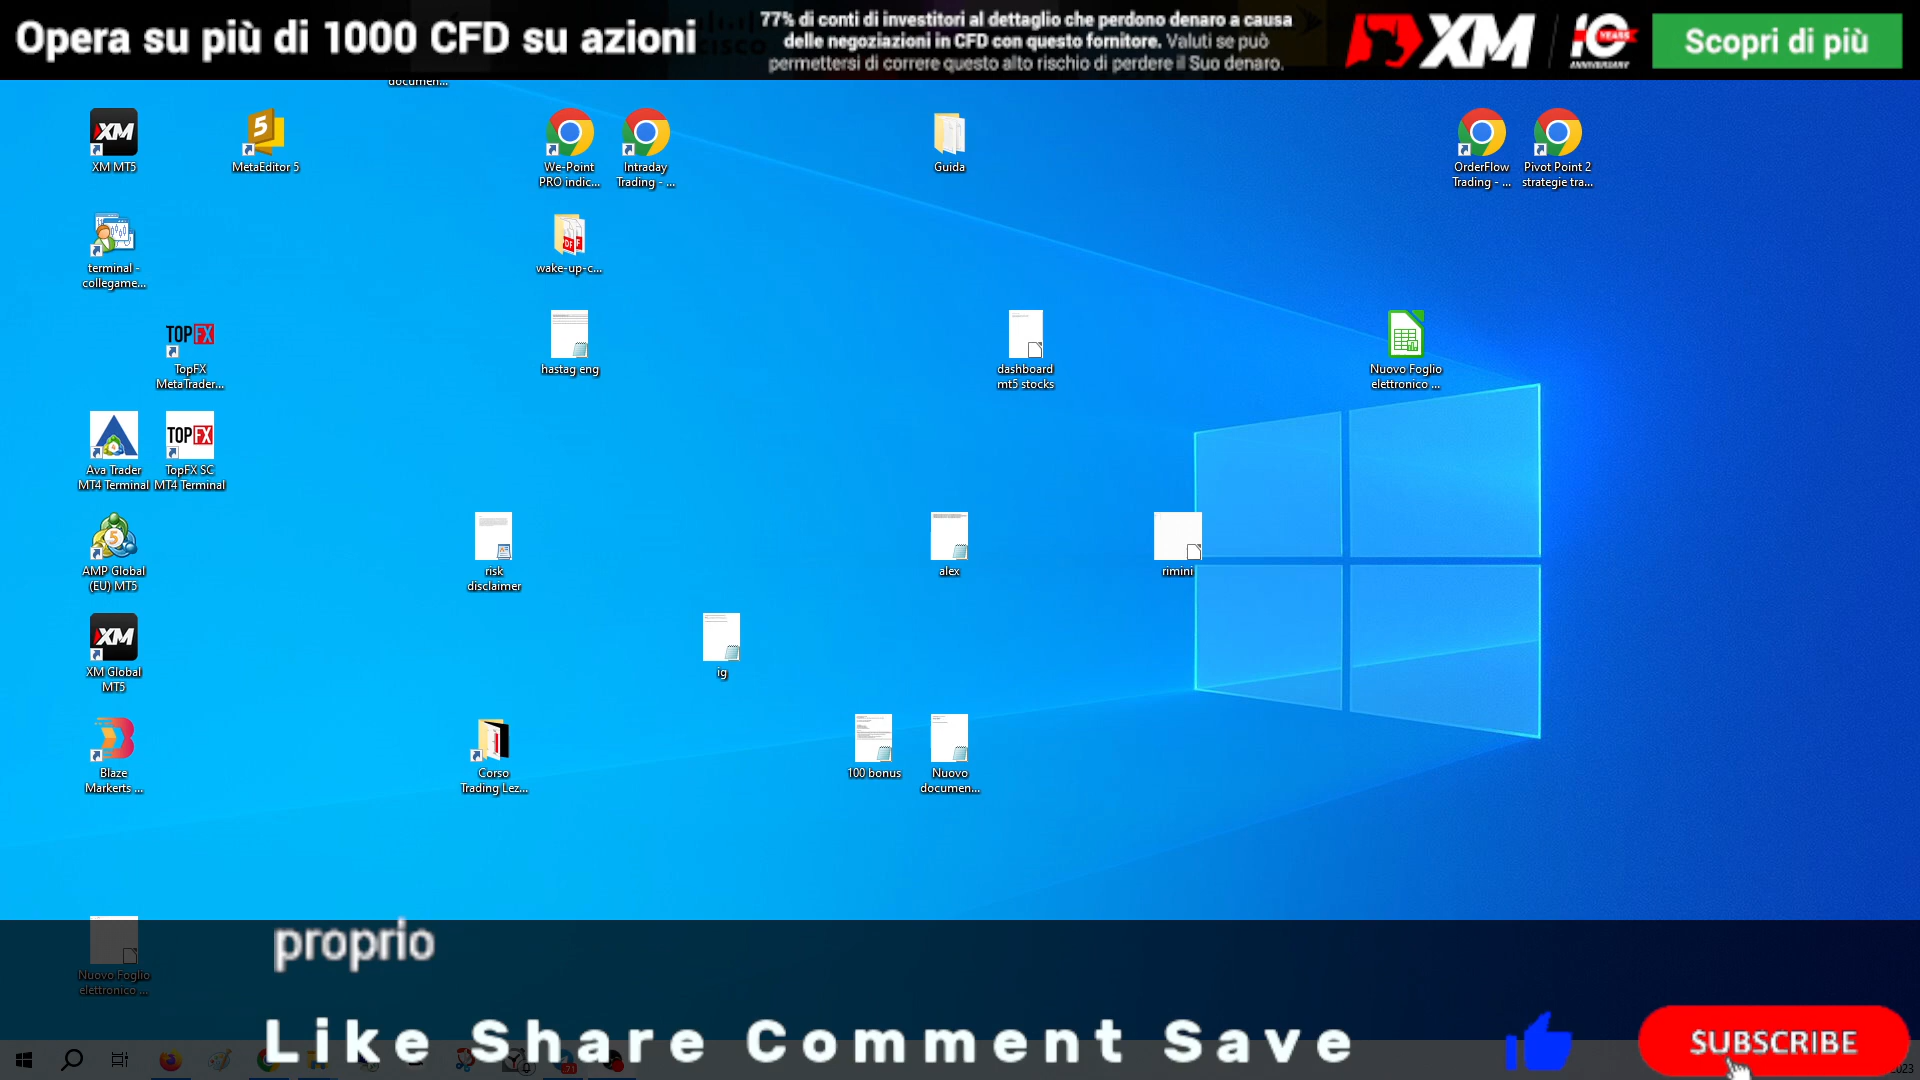 Opera su più di 1000 CFD su azioni
77% di conti di investitori al dettaglio che perdono denaro a causa
delle negoziazioni in CFD con questo fornitore. Valuti se può
permettersi di correre questo alto rischio di perdere il Suo denaro.
XM
10 YEARS
ANNIVERSARY
Scopri di più
documen...
XM MT5
MetaEditor 5
We-Point
PRO indic...
Intraday
Trading - ...
Guida
OrderFlow
Trading - ...
Pivot Point 2
strategie tra...
terminal -
collegame...
wake-up-c...
TopFX
MetaTrader...
hastag eng
dashboard
mt5 stocks
Nuovo Foglio
elettronico ...
Ava Trader
MT4 Terminal
TopFX SC
MT4 Terminal
AMP Global
(EU) MT5
risk
disclaimer
alex
rimini
XM Global
MT5
ig
Blaze
Markerts ...
Corso
Trading Lez...
100 bonus
Nuovo
documen...
Nuovo Foglio
elettronico ...
proprio
Like Share Comment Save
SUBSCRIBE